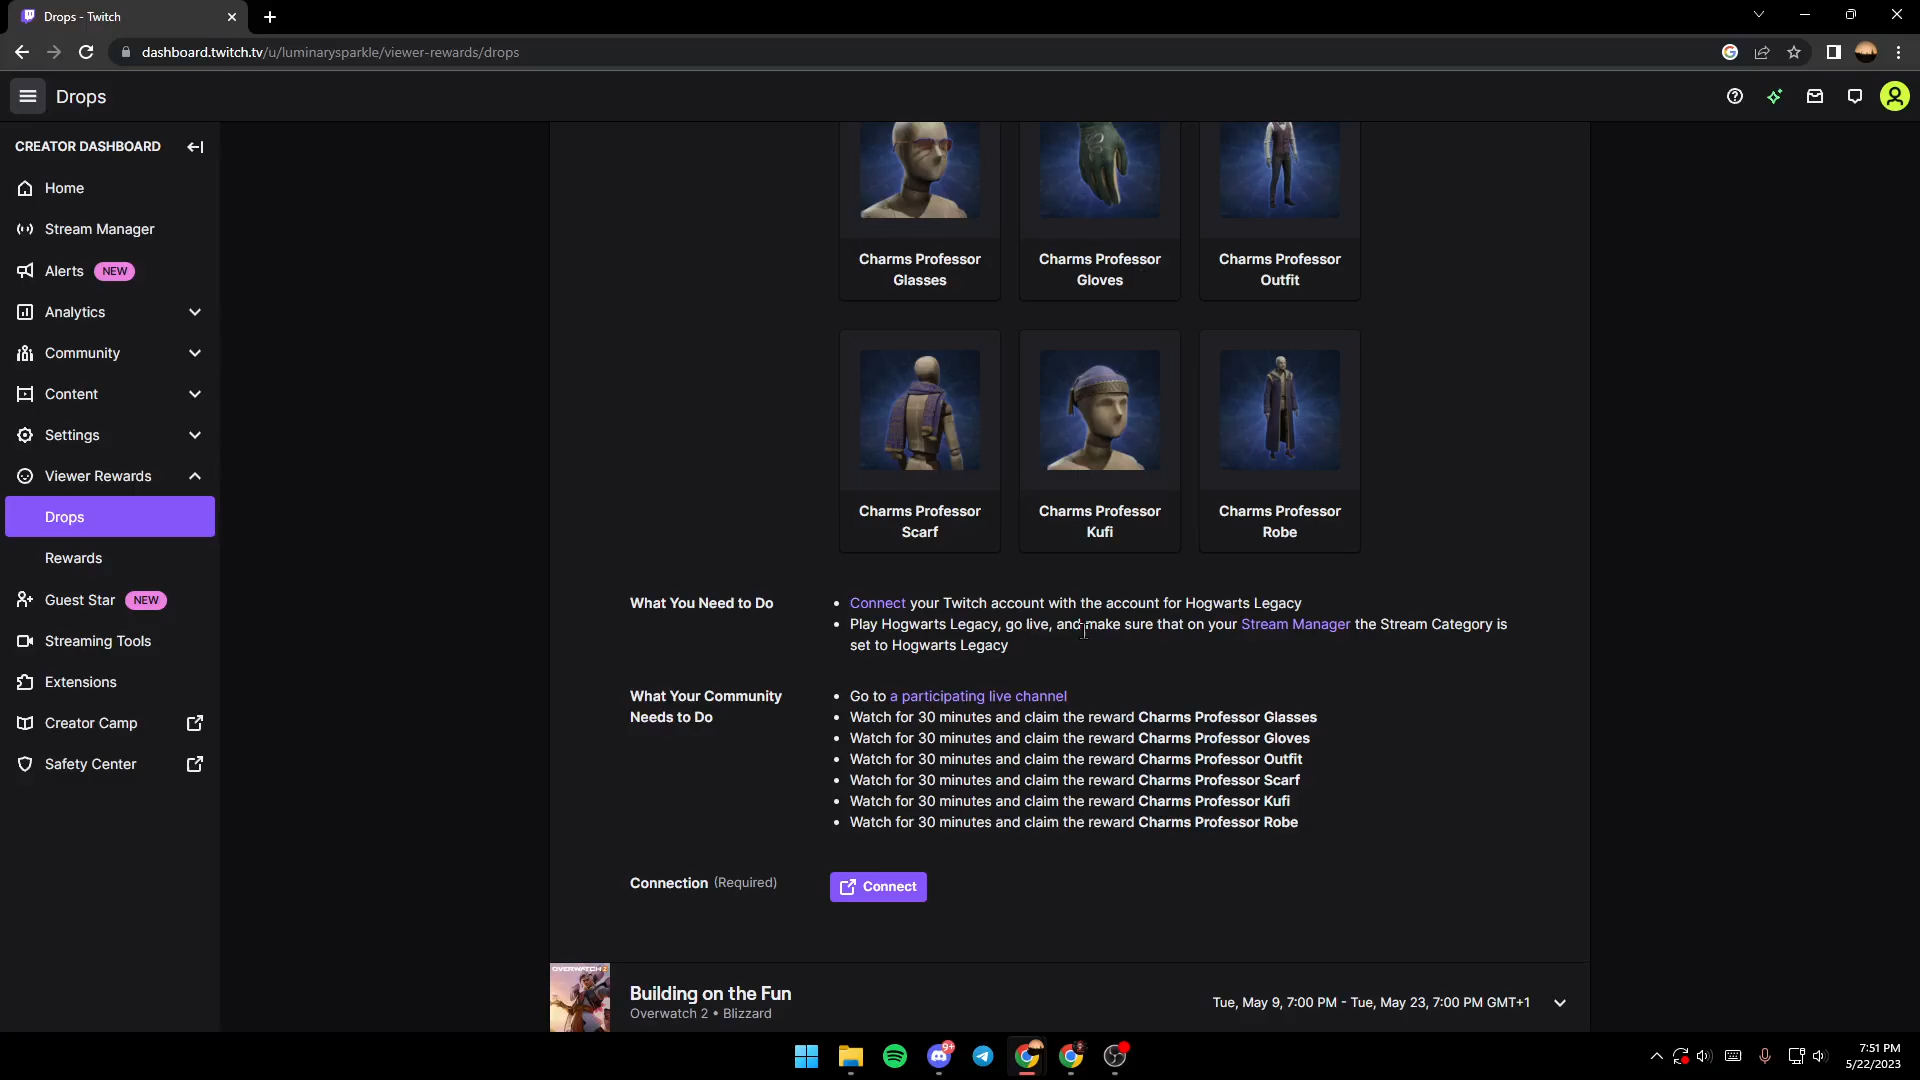 Drops - Twitch
dashboard.twitch.tv/u/luminarysparkle/viewer-rewards/drops
Drops
CREATOR DASHBOARD
Home
Stream Manager
Alerts NEW
Analytics
Community
Content
Settings
Viewer Rewards
Drops
Rewards
Guest Star NEW
Streaming Tools
Extensions
Creator Camp
Safety Center
Charms Professor
Glasses
Charms Professor
Gloves
Charms Professor
Outfit
Charms Professor
Scarf
Charms Professor
Kufi
Charms Professor
Robe
What You Need to Do
• Connect your Twitch account with the account for Hogwarts Legacy
• Play Hogwarts Legacy, go live, and make sure that on your Stream Manager the Stream Category is
set to Hogwarts Legacy
What Your Community
Needs to Do
• Go to a participating live channel
• Watch for 30 minutes and claim the reward Charms Professor Glasses
• Watch for 30 minutes and claim the reward Charms Professor Gloves
• Watch for 30 minutes and claim the reward Charms Professor Outfit
• Watch for 30 minutes and claim the reward Charms Professor Scarf
• Watch for 30 minutes and claim the reward Charms Professor Kufi
• Watch for 30 minutes and claim the reward Charms Professor Robe
Connection (Required)
Connect
OVERWATCH 2
Building on the Fun
Overwatch 2 • Blizzard
Tue, May 9, 7:00 PM - Tue, May 23, 7:00 PM GMT+1
9+
7:51 PM
5/22/2023